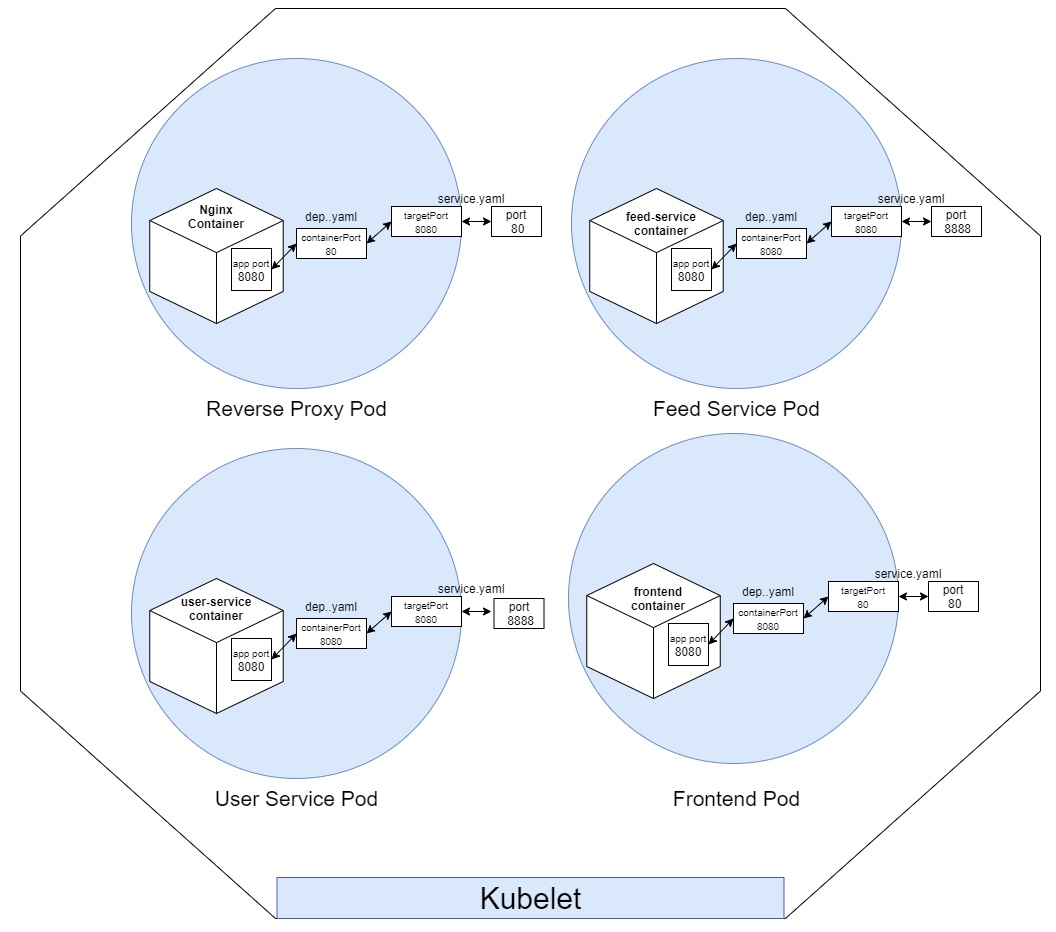 Nginx
Container
app port
8080
dep..yaml
containerPort
80
service.yaml
targetPort
8080
port
80
Reverse Proxy Pod
feed-service
container
app port
8080
dep..yaml
containerPort
8080
service.yaml
targetPort
8080
port
8888
Feed Service Pod
user-service
container
app port
8080
dep..yaml
containerPort
8080
service.yaml
targetPort
8080
port
8888
User Service Pod
frontend
container
app port
8080
dep..yaml
containerPort
8080
service.yaml
targetPort
80
port
80
Frontend Pod
Kubelet